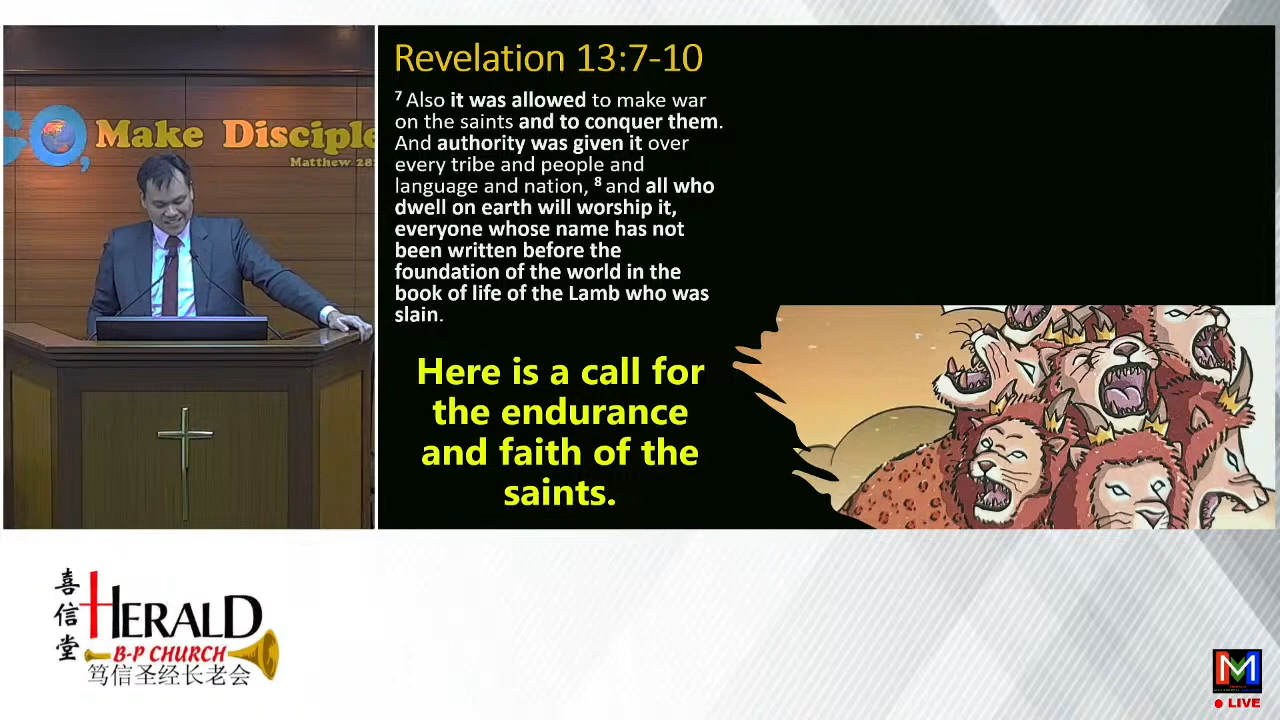 Make Disciple
Matthew 28:
Revelation 13:7-10
7 Also it was allowed to make war
on the saints and to conquer them.
And authority was given it over
every tribe and people and
language and nation, 8 and all who
dwell on earth will worship it,
everyone whose name has not
been written before the
foundation of the world in the
book of life of the Lamb who was
slain.
Here is a call for
the endurance
and faith of the
saints.
喜信堂
HERALD
B-P CHURCH
笃信圣经长老会
LIVE